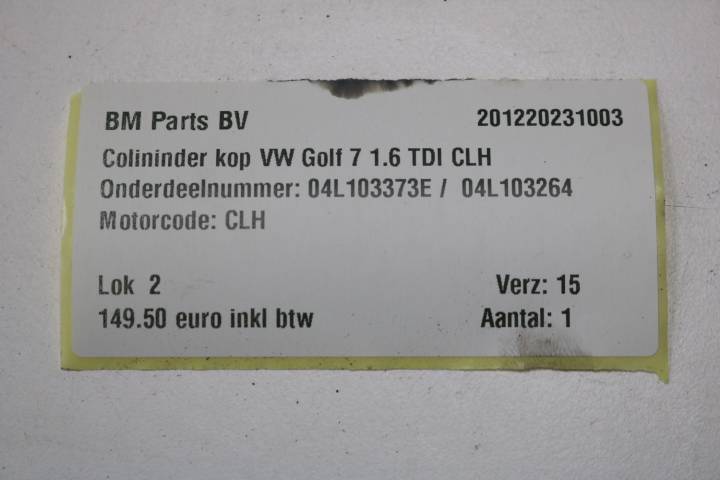 BM Parts BV 201220231003
Colininder kop VW Golf 7 1.6 TDI CLH
Onderdeelnummer: 04L103373E / 04L103264
Motorcode: CLH
Lok 2 Verz: 15
149.50 euro inkl btw Aantal: 1